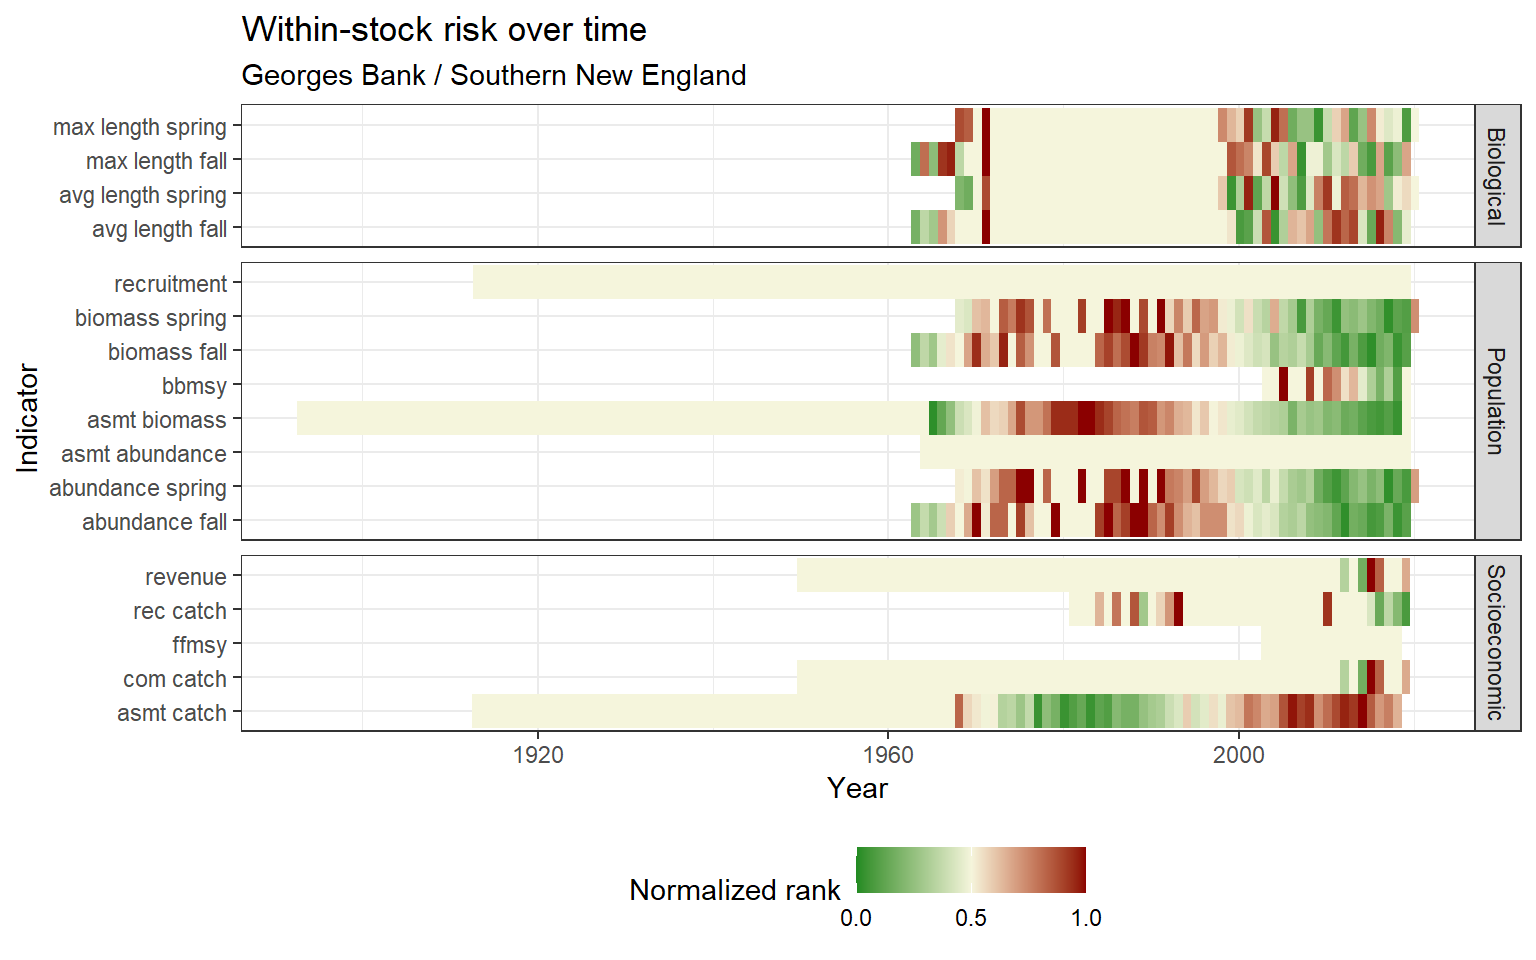 Within-stock risk over time
Georges Bank / Southern New England
Indicator
max length spring
max length fall
avg length spring
avg length fall
Biological
recruitment
biomass spring
biomass fall
bbmsy
asmt biomass
asmt abundance
abundance spring
abundance fall
Population
revenue
rec catch
ffmsy
com catch
asmt catch
Socioeconomic
1920 1960 2000
Year
Normalized rank
0.0 0.5 1.0